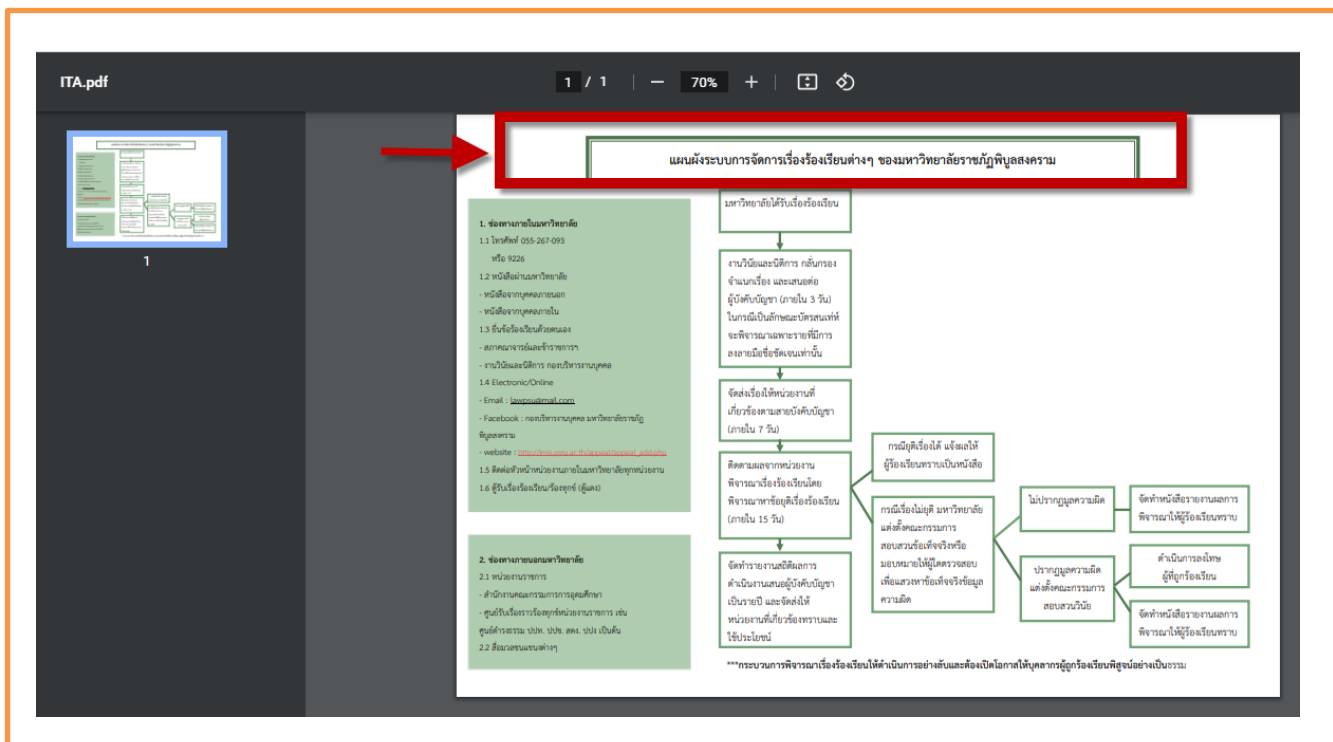 ITA.pdf
1 / 1
70%
1
แผนผังระบบการจัดการเรื่องร้องเรียนต่างๆ ของมหาวิทยาลัยราชภัฏพิบูลสงคราม
1. ช่องทางภายในมหาวิทยาลัย
1.1 โทรศัพท์ 055-267-093
หรือ 9226
1.2 หนังสือผ่านมหาวิทยาลัย
- หนังสือจากบุคคลภายนอก
- หนังสือจากบุคคลภายใน
1.3 ยื่นข้อร้องเรียนด้วยตนเอง
- สภาคณาจารย์และข้าราชการฯ
- งานวินัยและนิติการ กองบริหารงานบุคคล
1.4 Electronic/Online
- Email : lawpsu@mail.com
- Facebook : กองบริหารงานบุคคล มหาวิทยาลัยราชภัฏ
พิบูลสงคราม
- website :
1.5 ติดต่อหัวหน้าหน่วยงานภายในมหาวิทยาลัยทุกหน่วยงาน
1.6 ตู้รับเรื่องร้องเรียน/ร้องทุกข์ (ตู้แดง)
2. ช่องทางภายนอกมหาวิทยาลัย
2.1 หน่วยงานราชการ
- สำนักงานคณะกรรมการการอุดมศึกษา
- ศูนย์รับเรื่องราวร้องทุกข์หน่วยงานราชการ เช่น
ศูนย์ดำรงธรรม ปปท. ปปช. สตง. ปปง เป็นต้น
2.2 สื่อมวลชนแขนงต่างๆ
มหาวิทยาลัยได้รับเรื่องร้องเรียน
งานวินัยและนิติการ กลั่นกรอง
จำแนกเรื่อง และเสนอต่อ
ผู้บังคับบัญชา (ภายใน 3 วัน)
ในกรณีเป็นลักษณะบัตรสนเท่ห์
จะพิจารณาเฉพาะรายที่มีการ
ลงลายมือชื่อชัดเจนเท่านั้น
จัดส่งเรื่องให้หน่วยงานที่
เกี่ยวข้องตามสายบังคับบัญชา
(ภายใน 7 วัน)
ติดตามผลจากหน่วยงาน
พิจารณาเรื่องร้องเรียนโดย
พิจารณาหาข้อยุติเรื่องร้องเรียน
(ภายใน 15 วัน)
จัดทำรายงานสถิติผลการ
ดำเนินงานเสนอผู้บังคับบัญชา
เป็นรายปี และจัดส่งให้
หน่วยงานที่เกี่ยวข้องทราบและ
ใช้ประโยชน์
กรณียุติเรื่องได้ แจ้งผลให้
ผู้ร้องเรียนทราบเป็นหนังสือ
กรณีเรื่องไม่ยุติ มหาวิทยาลัย
แต่งตั้งคณะกรรมการ
สอบสวนข้อเท็จจริงหรือ
มอบหมายให้ผู้ใดตรวจสอบ
เพื่อแสวงหาข้อเท็จจริงข้อมูล
ความผิด
ไม่ปรากฏมูลความผิด
จัดทำหนังสือรายงานผลการ
พิจารณาให้ผู้ร้องเรียนทราบ
ปรากฏมูลความผิด
แต่งตั้งคณะกรรมการ
สอบสวนวินัย
ดำเนินการลงโทษ
ผู้ที่ถูกร้องเรียน
จัดทำหนังสือรายงานผลการ
พิจารณาให้ผู้ร้องเรียนทราบ
***กระบวนการพิจารณาเรื่องร้องเรียนให้ดำเนินการอย่างลับและต้องเปิดโอกาสให้บุคลากรผู้ถูกร้องเรียนพิสูจน์อย่างเป็นธรรม